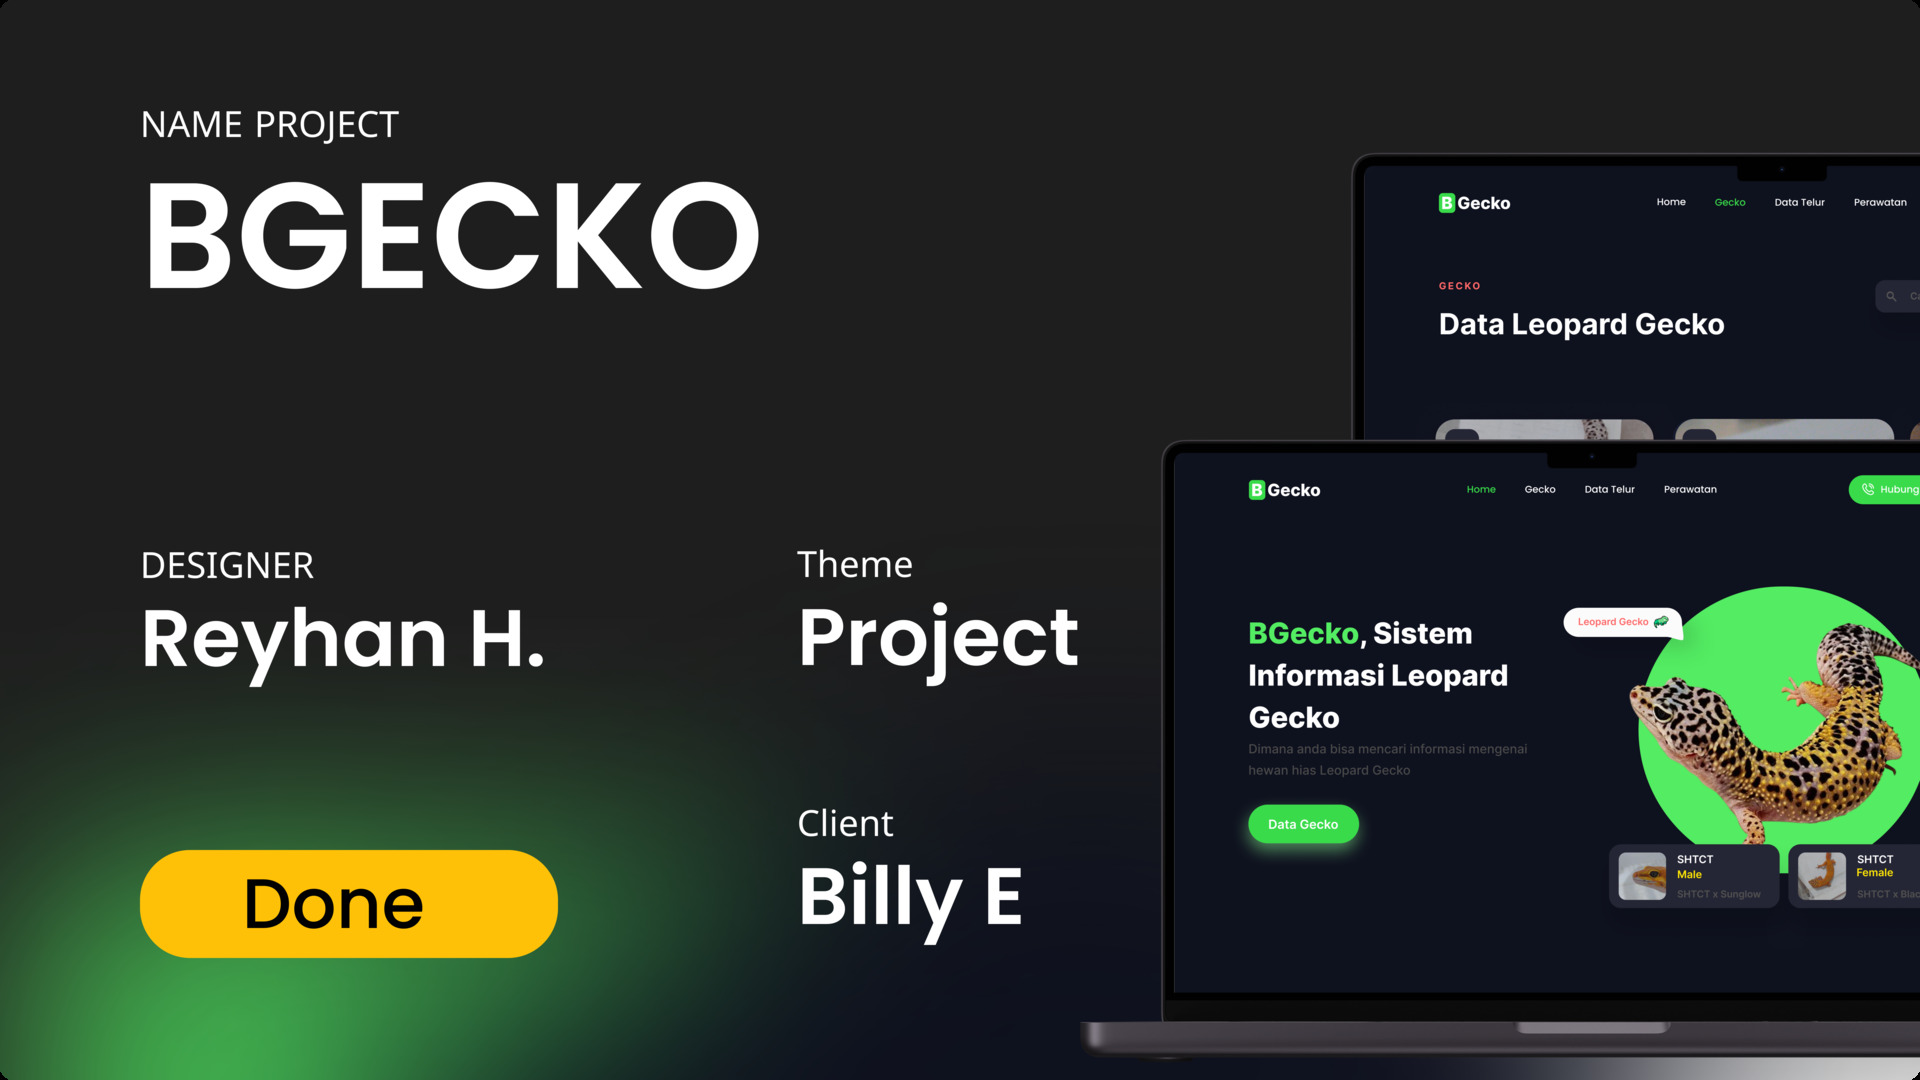 NAME PROJECT
BGECKO
DESIGNER
Reyhan H.
Theme
Project
Done
Client
Billy E
B Gecko
Home Gecko Data Telur Perawatan
GECKO
Data Leopard Gecko
B Gecko
Home Gecko Data Telur Perawatan
Hubung
BGecko, Sistem
Informasi Leopard
Gecko
Dimana anda bisa mencari informasi mengenai
hewan hias Leopard Gecko
Data Gecko
Leopard Gecko
SHTCT
Male
SHTCT x Sunglow
SHTCT
Female
SHTCT x Blac